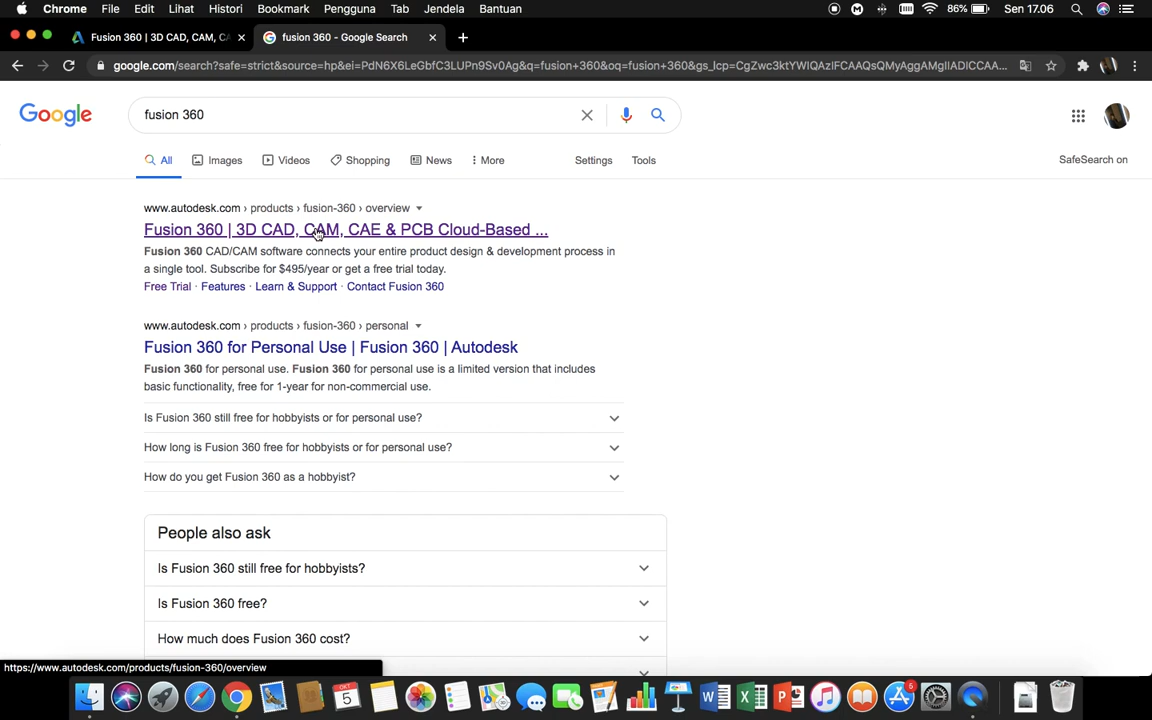 Chrome File Edit Lihat Histori Bookmark Pengguna Tab Jendela Bantuan 86% Sen 17.06
Fusion 360 | 3D CAD, CAM, CA
fusion 360 - Google Search
google.com/search?safe=strict&source=hp&ei=PdN6X6LeGbfC3LUPn9Sv0Ag&q=fusion+360&oq=fusion+360&gs_lcp=CgZwc3ktYWIQAzIFCAAQsQMyAggAMgIIADICCAA...
Google
fusion 360
All Images Videos Shopping News More Settings Tools SafeSearch on
www.autodesk.com › products › fusion-360 › overview
Fusion 360 | 3D CAD, CAM, CAE & PCB Cloud-Based ...
Fusion 360 CAD/CAM software connects your entire product design & development process in
a single tool. Subscribe for $495/year or get a free trial today.
Free Trial · Features · Learn & Support · Contact Fusion 360
www.autodesk.com › products › fusion-360 › personal
Fusion 360 for Personal Use | Fusion 360 | Autodesk
Fusion 360 for personal use. Fusion 360 for personal use is a limited version that includes
basic functionality, free for 1-year for non-commercial use.
Is Fusion 360 still free for hobbyists or for personal use?
How long is Fusion 360 free for hobbyists or for personal use?
How do you get Fusion 360 as a hobbyist?
People also ask
Is Fusion 360 still free for hobbyists?
Is Fusion 360 free?
How much does Fusion 360 cost?
https://www.autodesk.com/products/fusion-360/overview
OKT
5
6